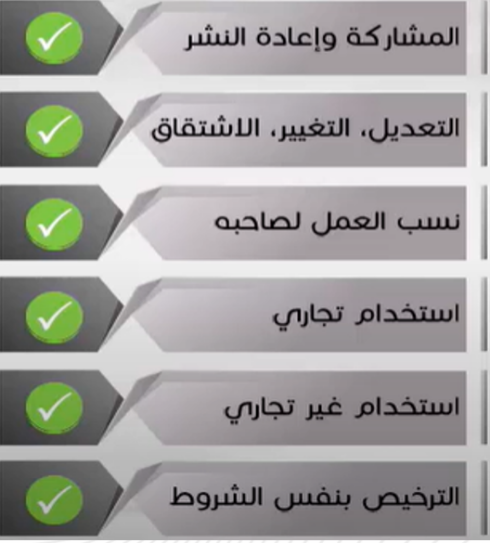 المشاركة وإعادة النشر
التعديل، التغيير، الاشتقاق
نسب العمل لصاحبه
استخدام تجاري
استخدام غير تجاري
الترخيص بنفس الشروط